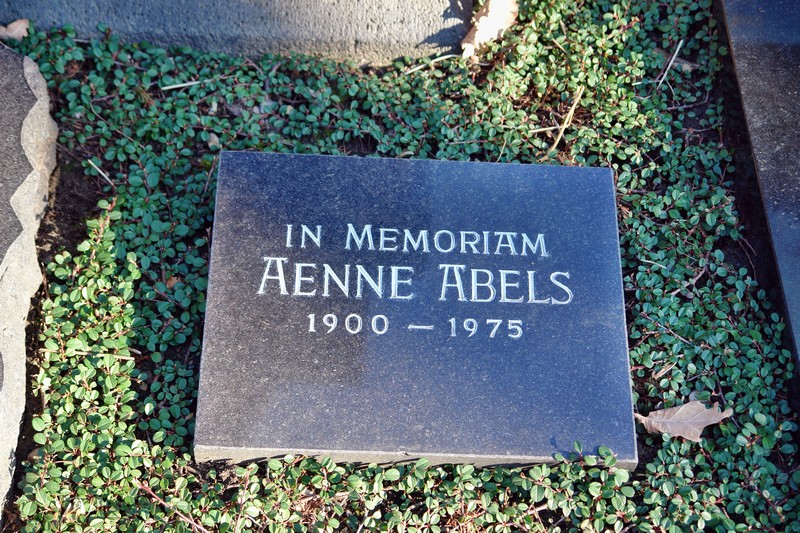 IN MEMORIAM
AENNE ABELS
1900 — 1975